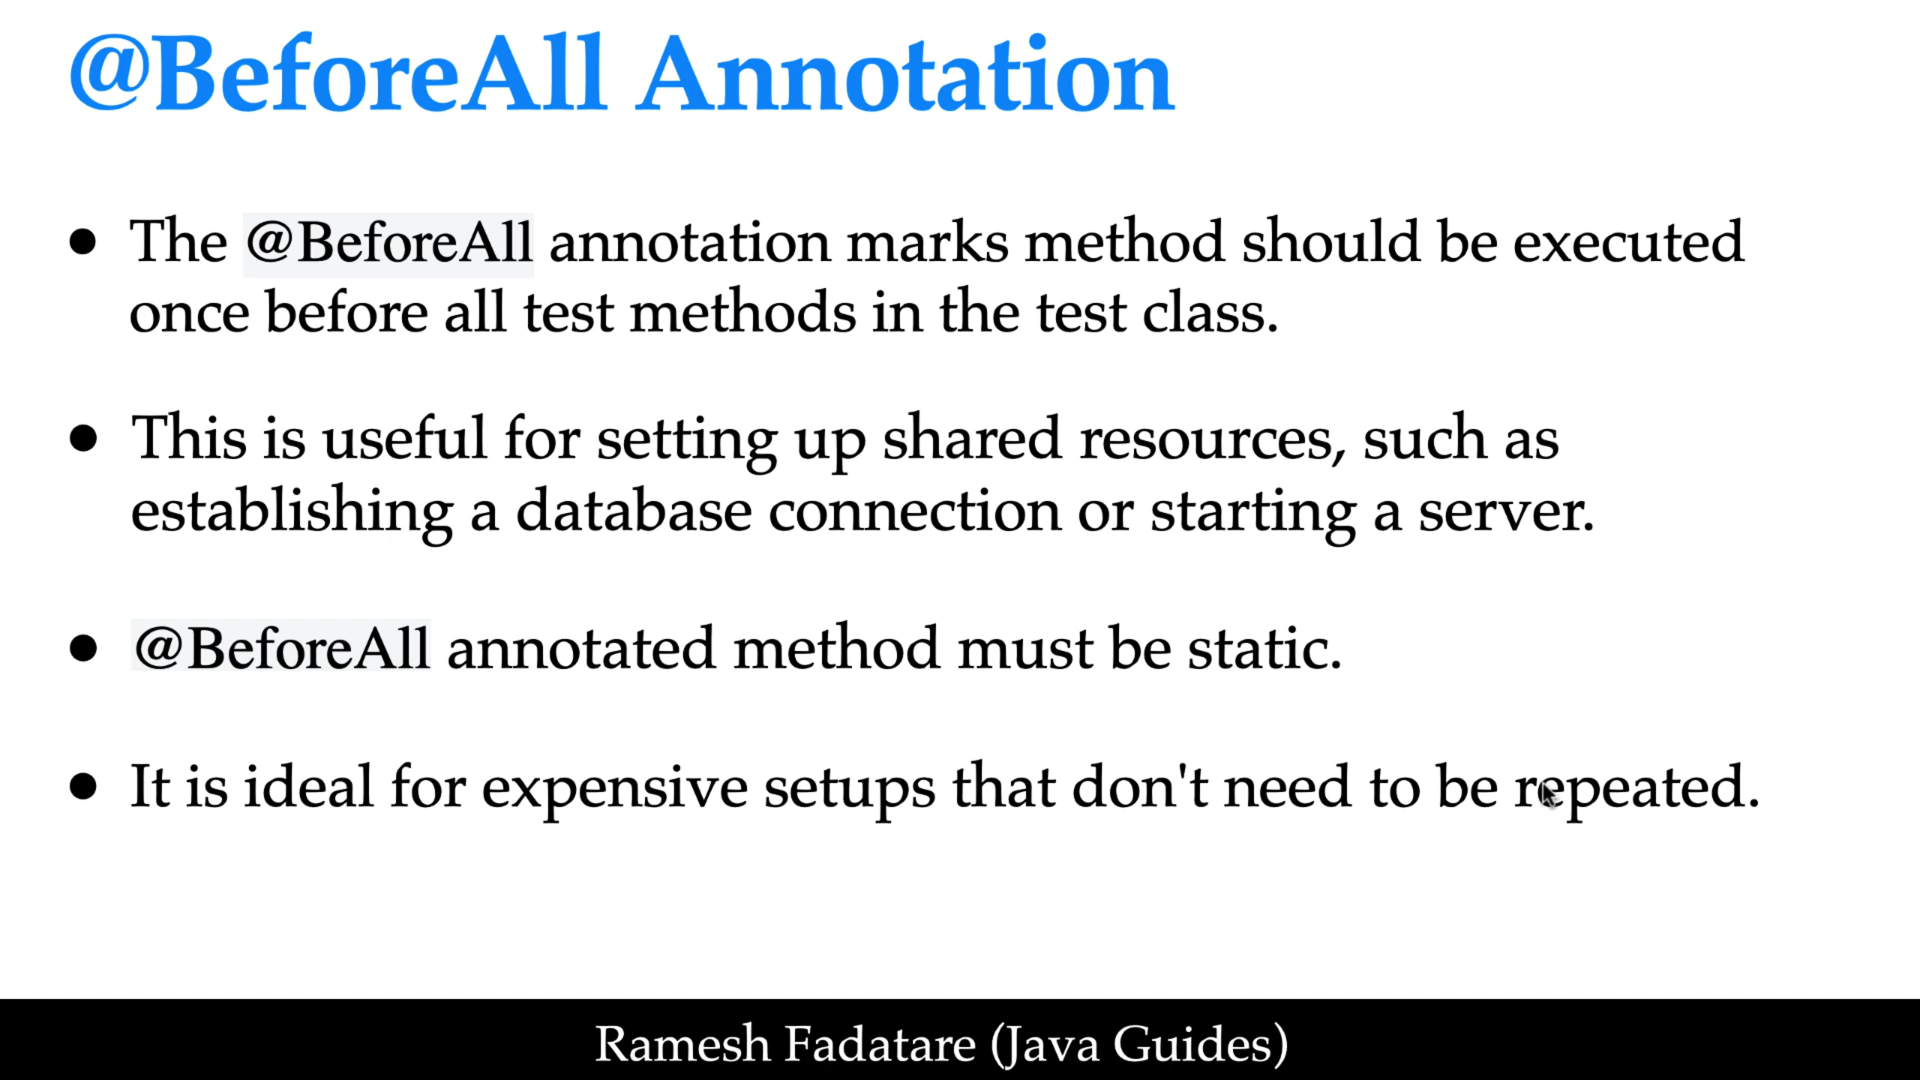 @BeforeAll Annotation
• The @BeforeAll annotation marks method should be executed
once before all test methods in the test class.
• This is useful for setting up shared resources, such as
establishing a database connection or starting a server.
• @BeforeAll annotated method must be static.
• It is ideal for expensive setups that don't need to be repeated.
Ramesh Fadatare (Java Guides)